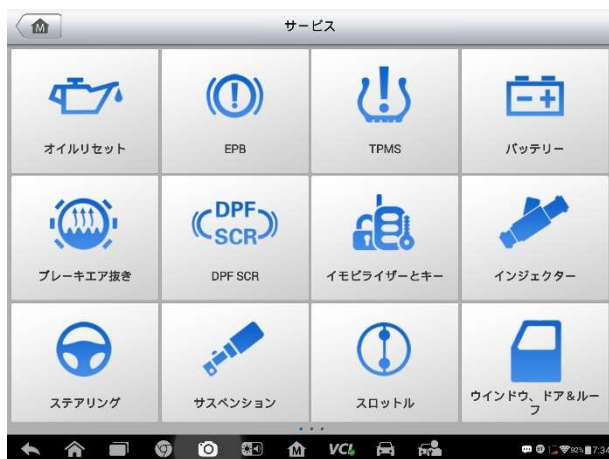 サービス
オイルリセット
EPB
TPMS
バッテリー
ブレーキエア抜き
DPF
SCR
DPF SCR
イモビライザーとキー
インジェクター
ステアリング
サスペンション
スロットル
ウインドウ、ドア&ルー
フ
VCI
92%
7:34